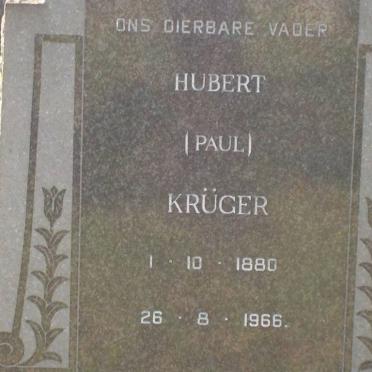 ONS DIERBARE VADER
HUBERT
(PAUL)
KRÜGER
1 · 10 · 1880
26 · 8 · 1966.